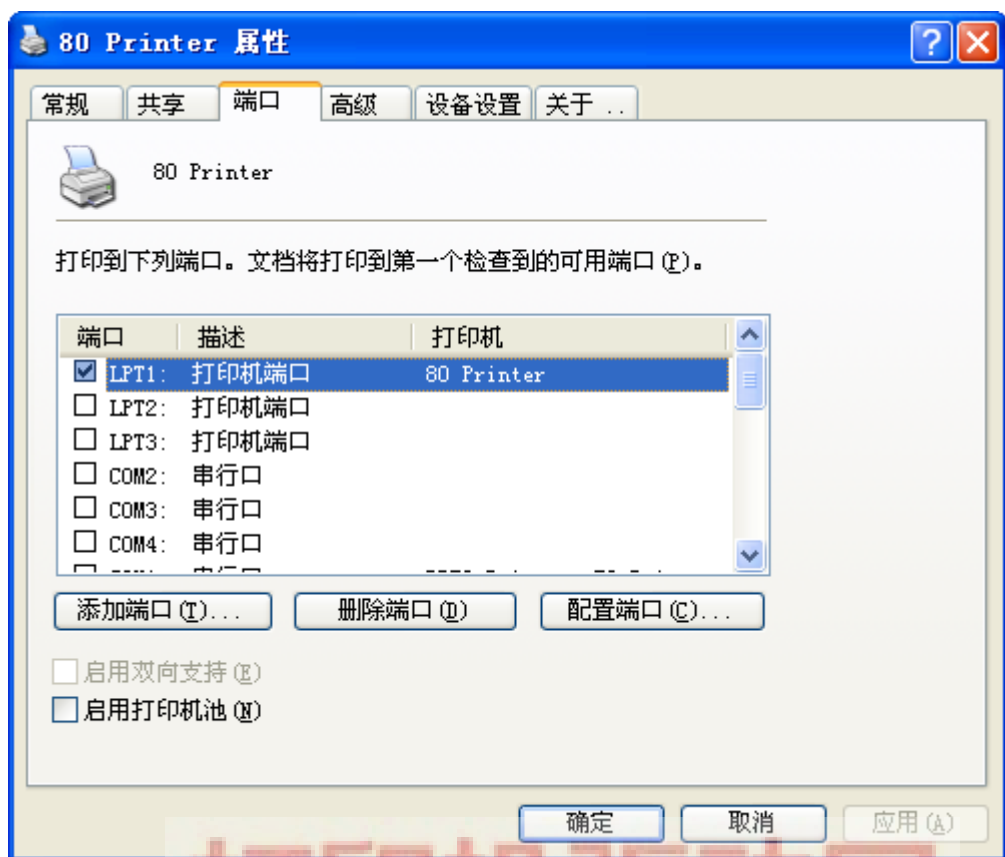 80 Printer 属性
常规 共享 端口 高级 设备设置 关于 ..
80 Printer
打印到下列端口。文档将打印到第一个检查到的可用端口(P)。
端口 描述 打印机
LPT1: 打印机端口 80 Printer
LPT2: 打印机端口
LPT3: 打印机端口
COM2: 串行口
COM3: 串行口
COM4: 串行口
添加端口(T)... 删除端口(D) 配置端口(C)...
启用双向支持(E)
启用打印机池(N)
确定 取消 应用(A)